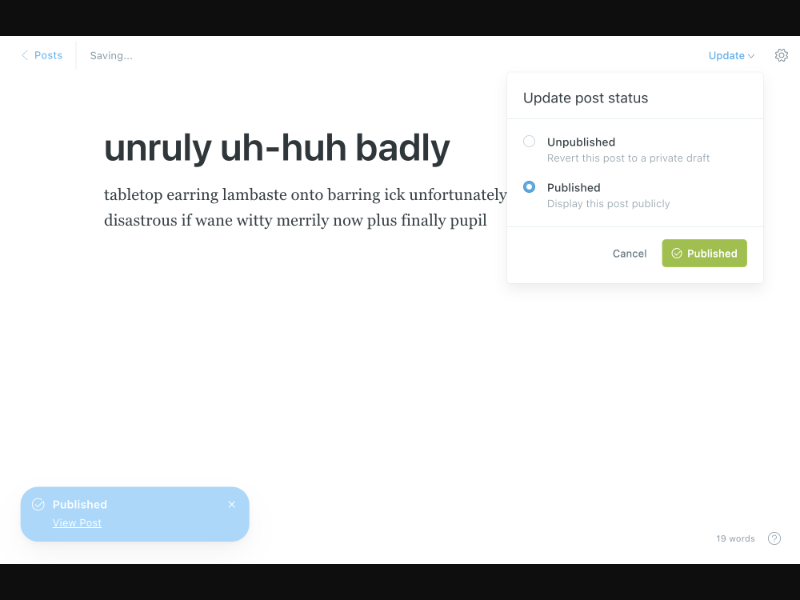 Posts
Saving...
Update
Update post status
unruly uh-huh badly
Unpublished
Revert this post to a private draft
tabletop earring lambaste onto barring ick unfortunately
Published
Display this post publicly
disastrous if wane witty merrily now plus finally pupil
Cancel
Published
Published
View Post
19 words
?